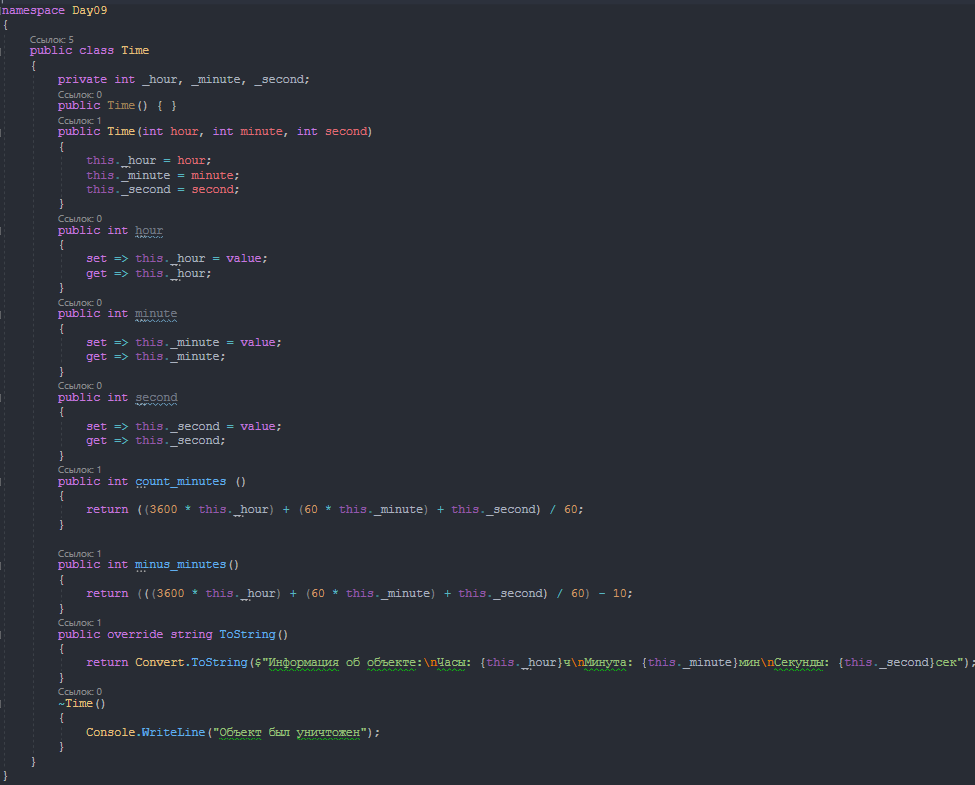 namespace Day09
{
Ссылок: 5
public class Time
{
private int _hour, _minute, _second;
Ссылок: 0
public Time() { }
Ссылок: 1
public Time(int hour, int minute, int second)
{
this._hour = hour;
this._minute = minute;
this._second = second;
}
Ссылок: 0
public int hour
{
set => this._hour = value;
get => this._hour;
}
Ссылок: 0
public int minute
{
set => this._minute = value;
get => this._minute;
}
Ссылок: 0
public int second
{
set => this._second = value;
get => this._second;
}
Ссылок: 1
public int count_minutes ()
{
return ((3600 * this._hour) + (60 * this._minute) + this._second) / 60;
}
Ссылок: 1
public int minus_minutes()
{
return (((3600 * this._hour) + (60 * this._minute) + this._second) / 60) - 10;
}
Ссылок: 1
public override string ToString()
{
return Convert.ToString($"Информация об объекте:\nЧасы: {this._hour}ч\nМинута: {this._minute}мин\nСекунды: {this._second}сек");
}
Ссылок: 0
~Time()
{
Console.WriteLine("Объект был уничтожен");
}
}
}